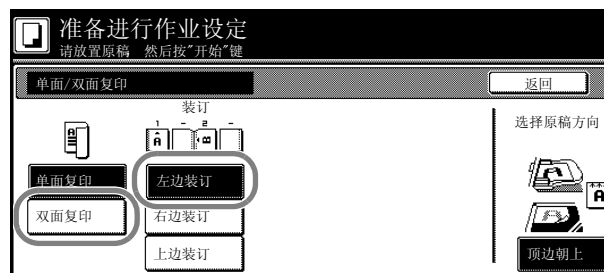 准备进行作业设定
请放置原稿 然后按"开始"键
单面/双面复印
返回
装订
选择原稿方向
1 - 2 -
单面复印
左边装订
双面复印
右边装订
上边装订
顶边朝上